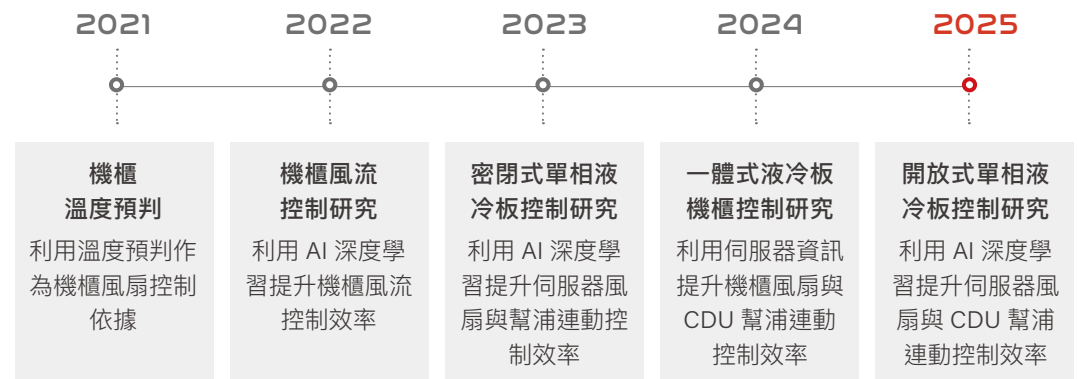 2021
2022
2023
2024
2025
機櫃
溫度預判
利用溫度預判作
為機櫃風扇控制
依據
機櫃風流
控制研究
利用 AI 深度學
習提升機櫃風流
控制效率
密閉式單相液
冷板控制研究
利用 AI 深度學
習提升伺服器風
扇與幫浦連動控
制效率
一體式液冷板
機櫃控制研究
利用伺服器資訊
提升機櫃風扇與
CDU 幫浦連動
控制效率
開放式單相液
冷板控制研究
利用 AI 深度學
習提升伺服器風
扇與 CDU 幫浦
連動控制效率